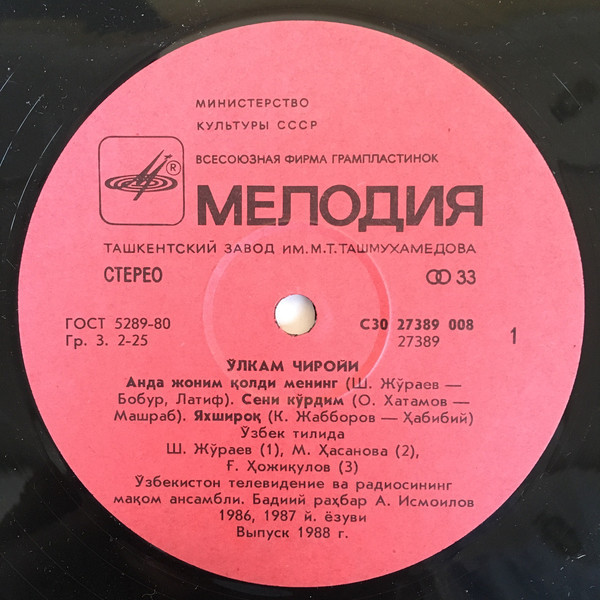 МИНИСТЕРСТВО
КУЛЬТУРЫ СССР
ВСЕСОЮЗНАЯ ФИРМА ГРАМПЛАСТИНОК
®
МЕЛОДИЯ
ТАШКЕНТСКИЙ ЗАВОД ИМ.М.Т.ТАШМУХАМЕДОВА
СТЕРЕО 33
ГОСТ 5289-80 С30 27389 008
Гр. 3. 2-25 27389 1
ЎЛКАМ ЧИРОЙИ
Анда жоним қолди менинг (Ш. Жўраев —
Бобур, Латиф). Сени кўрдим (О. Хатамов —
Машраб). Яхшироқ (К. Жабборов — Ҳабибий)
Ўзбек тилида
Ш. Жўраев (1), М. Ҳасанова (2),
Ғ. Ҳожиқулов (3)
Ўзбекистон телевидение ва радиосининг
мақом ансамбли. Бадиий раҳбар А. Исмоилов
1986, 1987 й. ёзуви
Выпуск 1988 г.